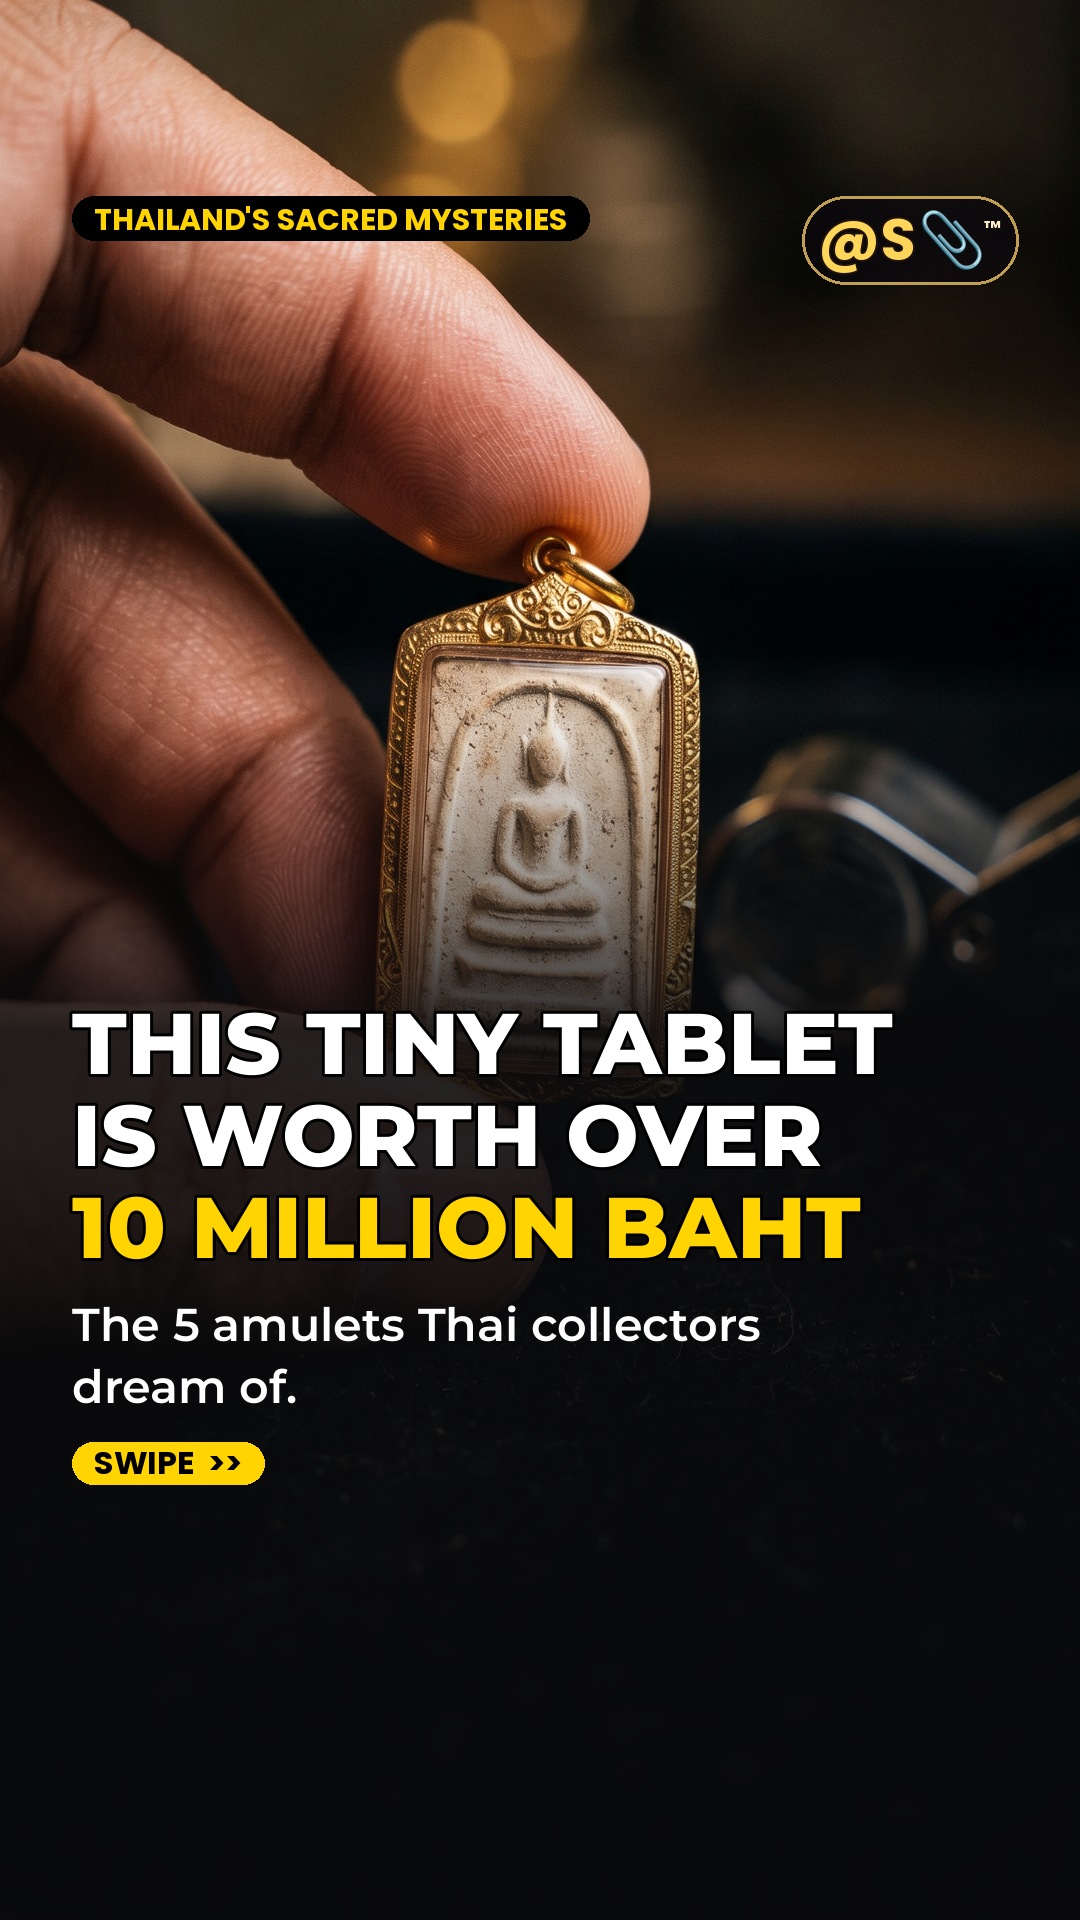 THAILAND'S SACRED MYSTERIES
@S📎™
THIS TINY TABLET
IS WORTH OVER
10 MILLION BAHT
The 5 amulets Thai collectors
dream of.
SWIPE >>